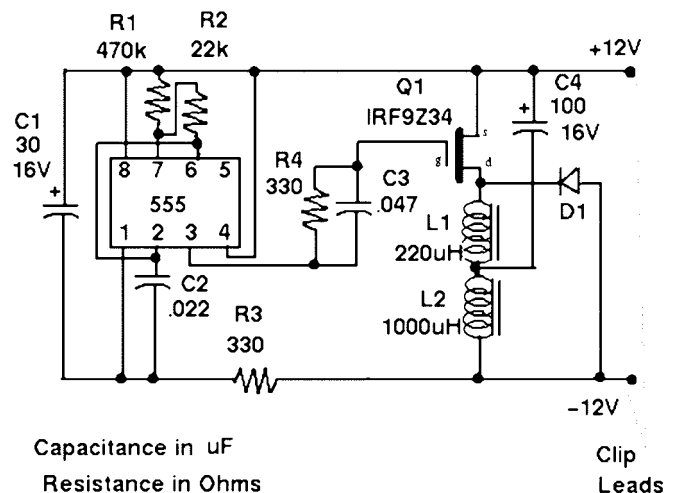 R1
470k
R2
22k
+12V
C1
30
16V
+
Q1
IRF9Z34
C4
100
16V
+
s
g
d
8 7 6 5
555
1 2 3 4
R4
330
C3
.047
D1
L1
220uH
C2
.022
L2
1000uH
R3
330
-12V
Capacitance in uF
Resistance in Ohms
Clip
Leads